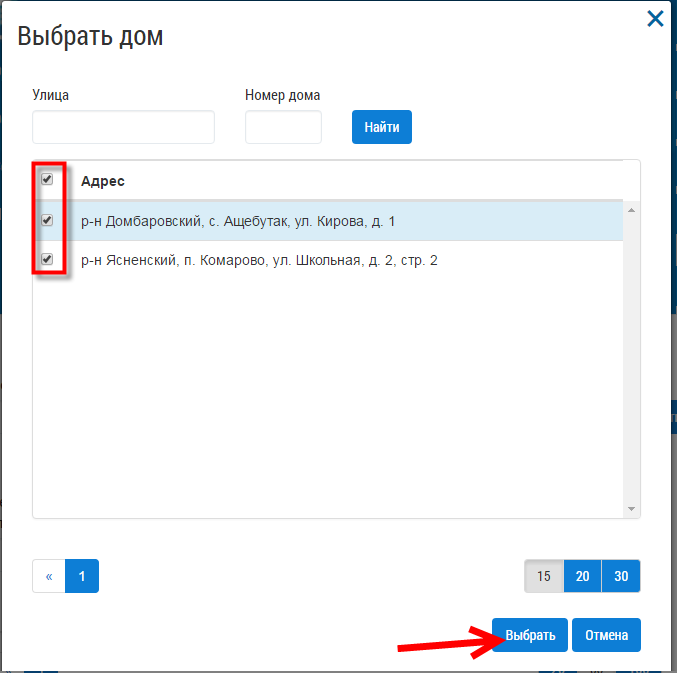 Выбрать дом
Улица
Номер дома
Найти
Адрес
р-н Домбаровский, с. Ащебутак, ул. Кирова, д. 1
р-н Ясненский, п. Комарово, ул. Школьная, д. 2, стр. 2
« 1
15 20 30
Выбрать Отмена